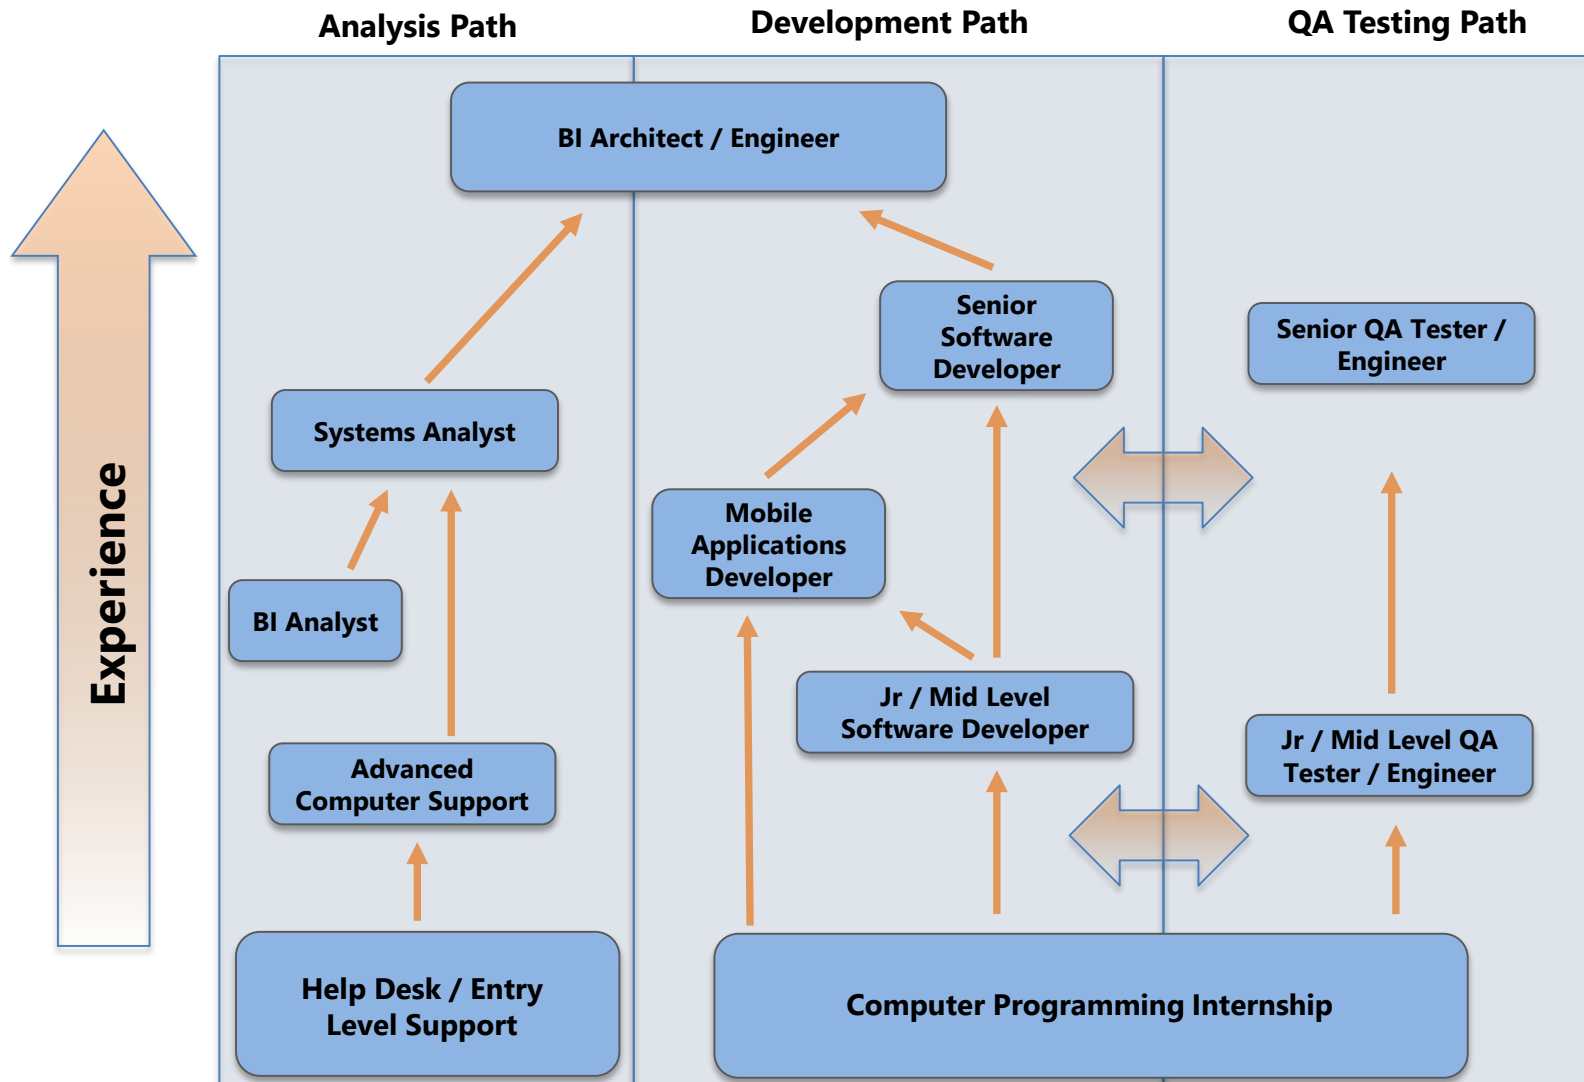 Analysis Path
Development Path
QA Testing Path
BI Architect / Engineer
Senior
Software
Developer
Senior QA Tester /
Engineer
Systems Analyst
Mobile
Applications
Developer
BI Analyst
Jr / Mid Level
Software Developer
Jr / Mid Level QA
Tester / Engineer
Advanced
Computer Support
Help Desk / Entry
Level Support
Computer Programming Internship
Experience